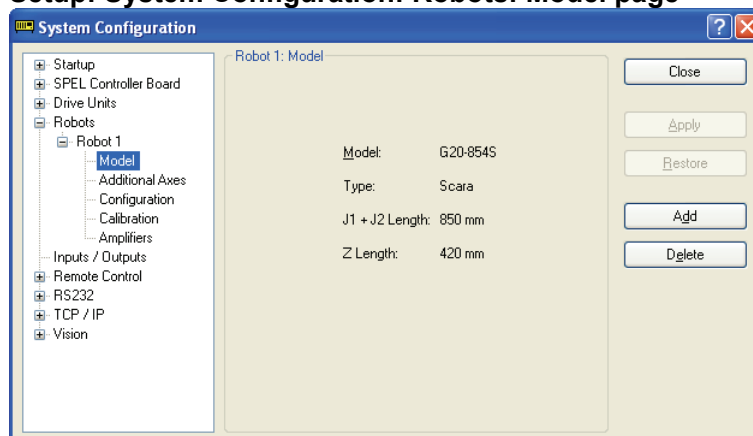 Setup: System Configuration: Robots: Model page
System Configuration
Startup
SPEL Controller Board
Drive Units
Robots
Robot 1
Model
Additional Axes
Configuration
Calibration
Amplifiers
Inputs / Outputs
Remote Control
RS232
TCP / IP
Vision
Robot 1: Model
Model: G20-854S
Type: Scara
J1 + J2 Length: 850 mm
Z Length: 420 mm
Close
Apply
Restore
Add
Delete